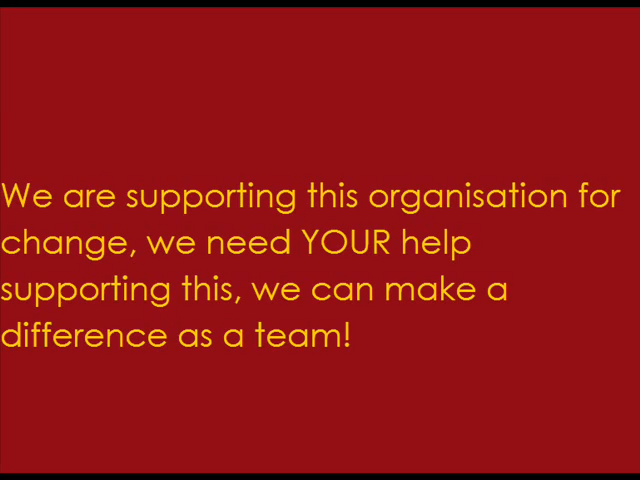 We are supporting this organisation for
change, we need YOUR help
supporting this, we can make a
difference as a team!